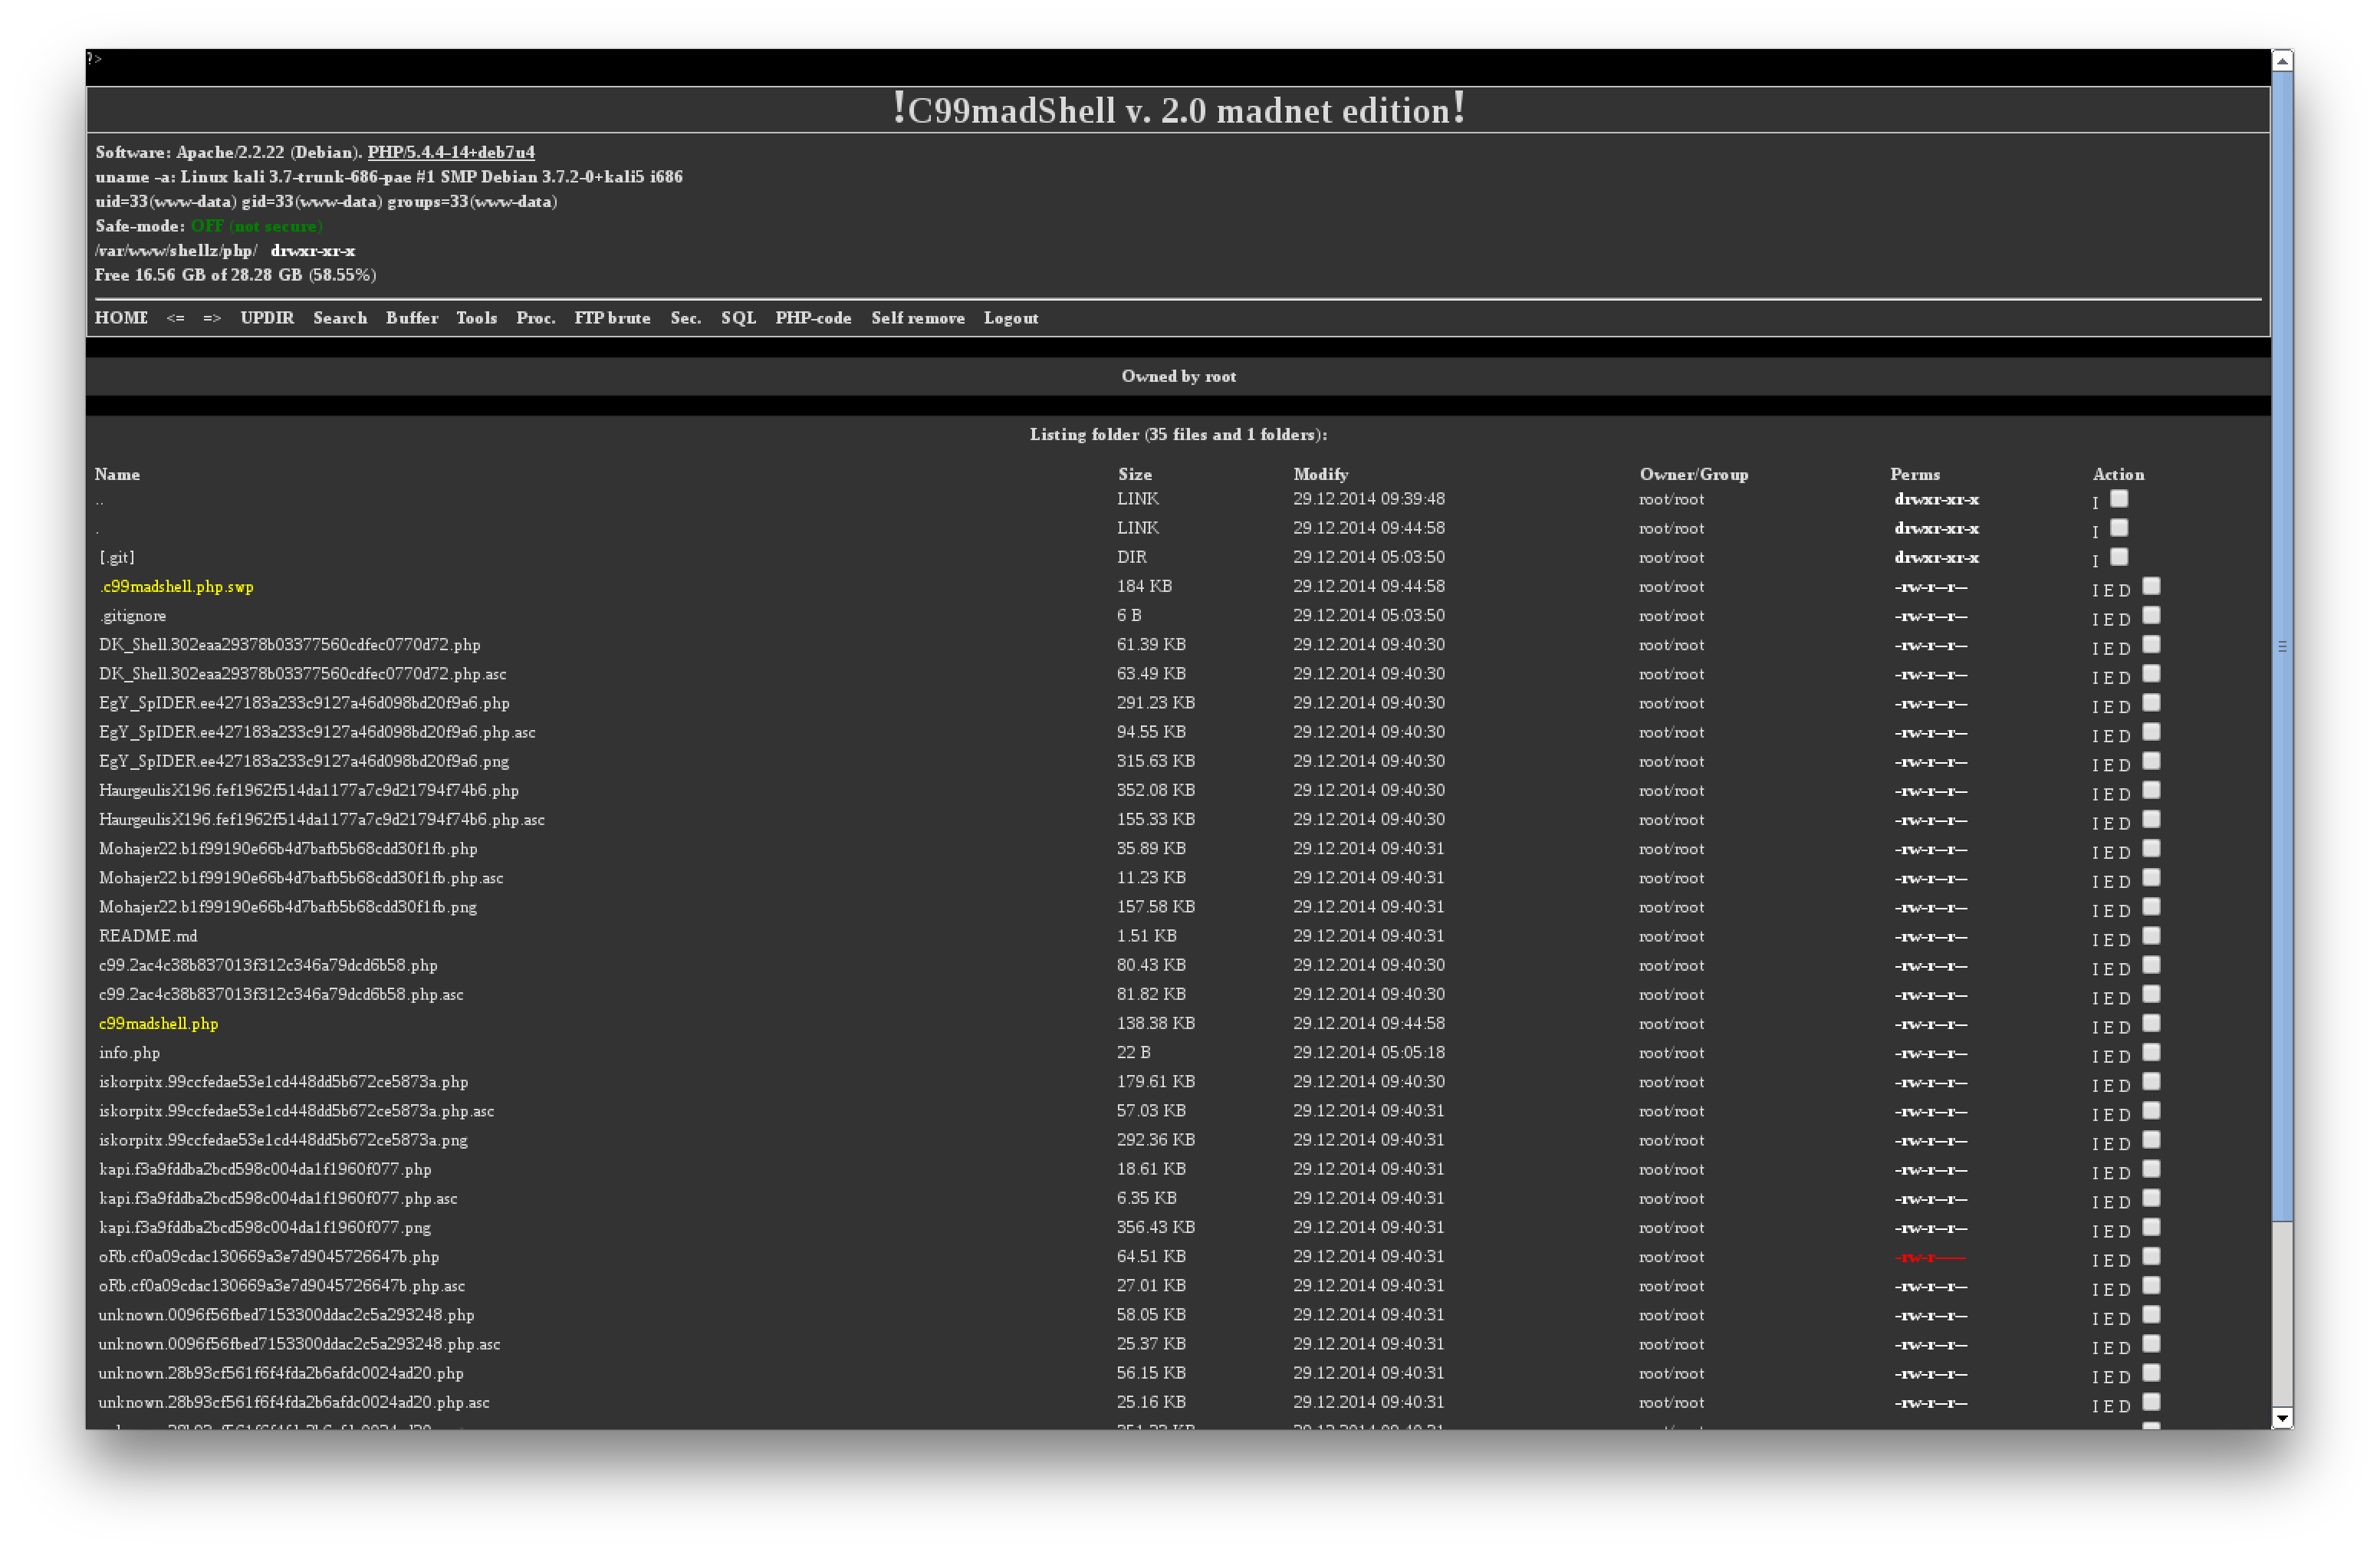 ?>
!C99madShell v. 2.0 madnet edition!
Software: Apache/2.2.22 (Debian). PHP/5.4.4-14+deb7u4
uname -a: Linux kali 3.7-trunk-686-pae #1 SMP Debian 3.7.2-0+kali5 i686
uid=33(www-data) gid=33(www-data) groups=33(www-data)
Safe-mode: OFF (not secure)
/var/www/shellz/php/ drwxr-xr-x
Free 16.56 GB of 28.28 GB (58.55%)
HOME <= => UPDIR Search Buffer Tools Proc. FTP brute Sec. SQL PHP-code Self remove Logout
Owned by root
Listing folder (35 files and 1 folders):
Name Size Modify Owner/Group Perms Action
.. LINK 29.12.2014 09:39:48 root/root drwxr-xr-x I
. LINK 29.12.2014 09:44:58 root/root drwxr-xr-x I
[.git] DIR 29.12.2014 05:03:50 root/root drwxr-xr-x I
.c99madshell.php.swp 184 KB 29.12.2014 09:44:58 root/root -rw-r--r-- I E D
.gitignore 6 B 29.12.2014 05:03:50 root/root -rw-r--r-- I E D
DK_Shell.302eaa29378b03377560cdfec0770d72.php 61.39 KB 29.12.2014 09:40:30 root/root -rw-r--r-- I E D
DK_Shell.302eaa29378b03377560cdfec0770d72.php.asc 63.49 KB 29.12.2014 09:40:30 root/root -rw-r--r-- I E D
EgY_SpIDER.ee427183a233c9127a46d098bd20f9a6.php 291.23 KB 29.12.2014 09:40:30 root/root -rw-r--r-- I E D
EgY_SpIDER.ee427183a233c9127a46d098bd20f9a6.php.asc 94.55 KB 29.12.2014 09:40:30 root/root -rw-r--r-- I E D
EgY_SpIDER.ee427183a233c9127a46d098bd20f9a6.png 315.63 KB 29.12.2014 09:40:30 root/root -rw-r--r-- I E D
HaurgeulisX196.fef1962f514da1177a7c9d21794f74b6.php 352.08 KB 29.12.2014 09:40:30 root/root -rw-r--r-- I E D
HaurgeulisX196.fef1962f514da1177a7c9d21794f74b6.php.asc 155.33 KB 29.12.2014 09:40:30 root/root -rw-r--r-- I E D
Mohajer22.b1f99190e66b4d7bafb5b68cdd30f1fb.php 35.89 KB 29.12.2014 09:40:31 root/root -rw-r--r-- I E D
Mohajer22.b1f99190e66b4d7bafb5b68cdd30f1fb.php.asc 11.23 KB 29.12.2014 09:40:31 root/root -rw-r--r-- I E D
Mohajer22.b1f99190e66b4d7bafb5b68cdd30f1fb.png 157.58 KB 29.12.2014 09:40:31 root/root -rw-r--r-- I E D
README.md 1.51 KB 29.12.2014 09:40:31 root/root -rw-r--r-- I E D
c99.2ac4c38b837013f312c346a79dcd6b58.php 80.43 KB 29.12.2014 09:40:30 root/root -rw-r--r-- I E D
c99.2ac4c38b837013f312c346a79dcd6b58.php.asc 81.82 KB 29.12.2014 09:40:30 root/root -rw-r--r-- I E D
c99madshell.php 138.38 KB 29.12.2014 09:44:58 root/root -rw-r--r-- I E D
info.php 22 B 29.12.2014 05:05:18 root/root -rw-r--r-- I E D
iskorpitx.99ccfedae53e1cd448dd5b672ce5873a.php 179.61 KB 29.12.2014 09:40:30 root/root -rw-r--r-- I E D
iskorpitx.99ccfedae53e1cd448dd5b672ce5873a.php.asc 57.03 KB 29.12.2014 09:40:31 root/root -rw-r--r-- I E D
iskorpitx.99ccfedae53e1cd448dd5b672ce5873a.png 292.36 KB 29.12.2014 09:40:31 root/root -rw-r--r-- I E D
kapi.f3a9fddba2bcd598c004da1f1960f077.php 18.61 KB 29.12.2014 09:40:31 root/root -rw-r--r-- I E D
kapi.f3a9fddba2bcd598c004da1f1960f077.php.asc 6.35 KB 29.12.2014 09:40:31 root/root -rw-r--r-- I E D
kapi.f3a9fddba2bcd598c004da1f1960f077.png 356.43 KB 29.12.2014 09:40:31 root/root -rw-r--r-- I E D
oRb.cf0a09cdac130669a3e7d9045726647b.php 64.51 KB 29.12.2014 09:40:31 root/root -rw-r----- I E D
oRb.cf0a09cdac130669a3e7d9045726647b.php.asc 27.01 KB 29.12.2014 09:40:31 root/root -rw-r--r-- I E D
unknown.0096f56fbed7153300ddac2c5a293248.php 58.05 KB 29.12.2014 09:40:31 root/root -rw-r--r-- I E D
unknown.0096f56fbed7153300ddac2c5a293248.php.asc 25.37 KB 29.12.2014 09:40:31 root/root -rw-r--r-- I E D
unknown.28b93cf561f6f4fda2b6afdc0024ad20.php 56.15 KB 29.12.2014 09:40:31 root/root -rw-r--r-- I E D
unknown.28b93cf561f6f4fda2b6afdc0024ad20.php.asc 25.16 KB 29.12.2014 09:40:31 root/root -rw-r--r-- I E D